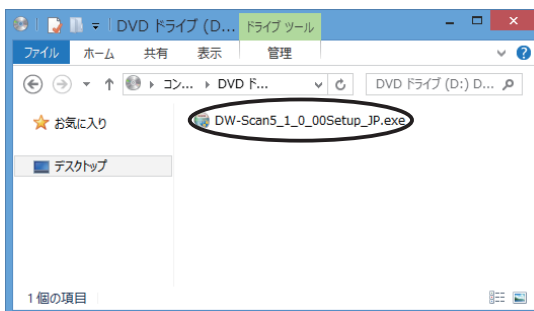 DVD ドライブ (D... ドライブ ツール
ファイル ホーム 共有 表示 管理
コン... DVD ド... DVD ドライブ (D:) D...
お気に入り
DW-Scan5_1_0_00Setup_JP.exe
デスクトップ
1 個の項目